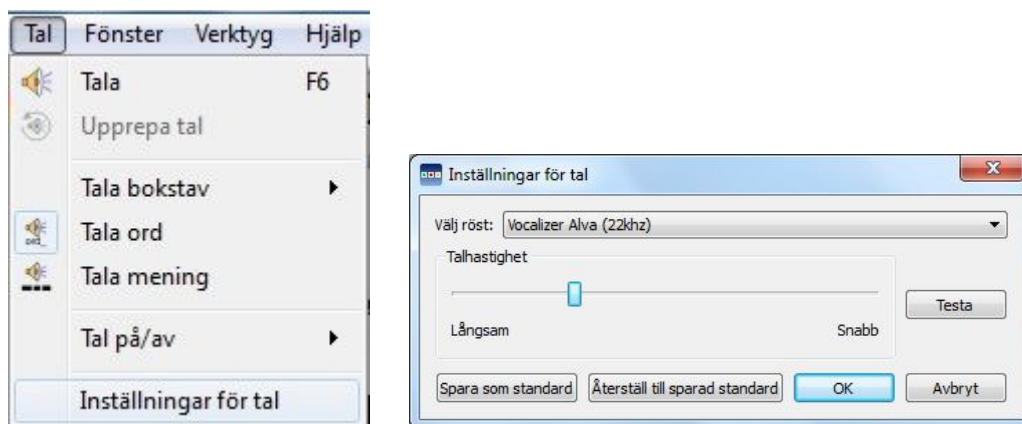 Tal Fönster Verktyg Hjälp
Tala F6
Upprepa tal
Tala bokstav
Tala ord
Tala mening
Tal på/av
Inställningar för tal
Inställningar för tal
Välj röst: Vocalizer Alva (22khz)
Talhastighet
Testa
Långsam Snabb
Spara som standard Återställ till sparad standard OK Avbryt